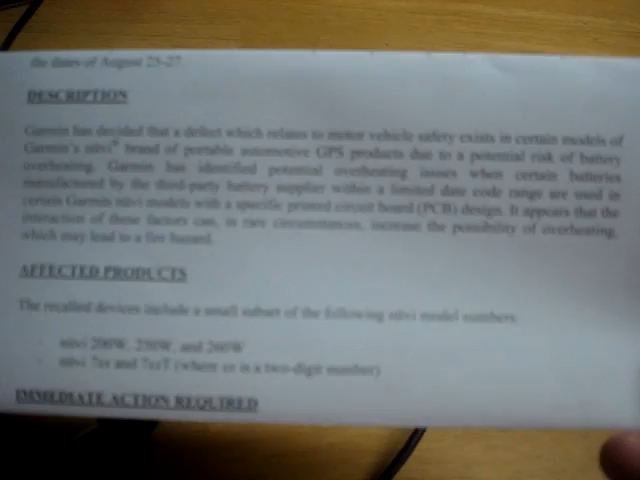 the dates of August 25-27
DESCRIPTION
Garmin has decided that a defect which relates to motor vehicle safety exists in certain models of
Garmin's nüvi® brand of portable automotive GPS products due to a potential risk of battery
overheating. Garmin has identified potential overheating issues when certain batteries
manufactured by the third-party battery supplier within a limited date code range are used in
certain Garmin nüvi models with a specific printed circuit board (PCB) design. It appears that the
interaction of these factors can, in rare circumstances, increase the possibility of overheating,
which may lead to a fire hazard.
AFFECTED PRODUCTS
The recalled devices include a small subset of the following nüvi model numbers:
nüvi 200W, 250W, and 260W
nüvi 7xx and 7xxT (where xx is a two-digit number)
IMMEDIATE ACTION REQUIRED